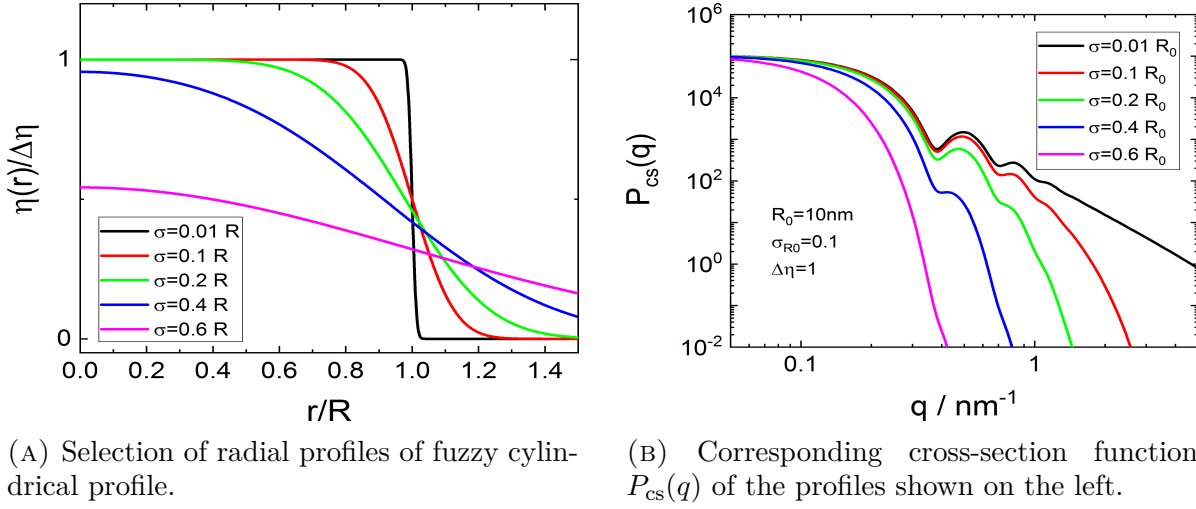 η(r)/Δη
1
0
σ=0.01 R
σ=0.1 R
σ=0.2 R
σ=0.4 R
σ=0.6 R
0.0 0.2 0.4 0.6 0.8 1.0 1.2 1.4
r/R
(A) Selection of radial profiles of fuzzy cylin-
drical profile.
P_cs(q)
10^6
10^4
10^2
10^0
10^-2
σ=0.01 R_0
σ=0.1 R_0
σ=0.2 R_0
σ=0.4 R_0
σ=0.6 R_0
R_0=10nm
σ_R0=0.1
Δη=1
0.1 1
q / nm^-1
(B) Corresponding cross-section function
P_cs(q) of the profiles shown on the left.